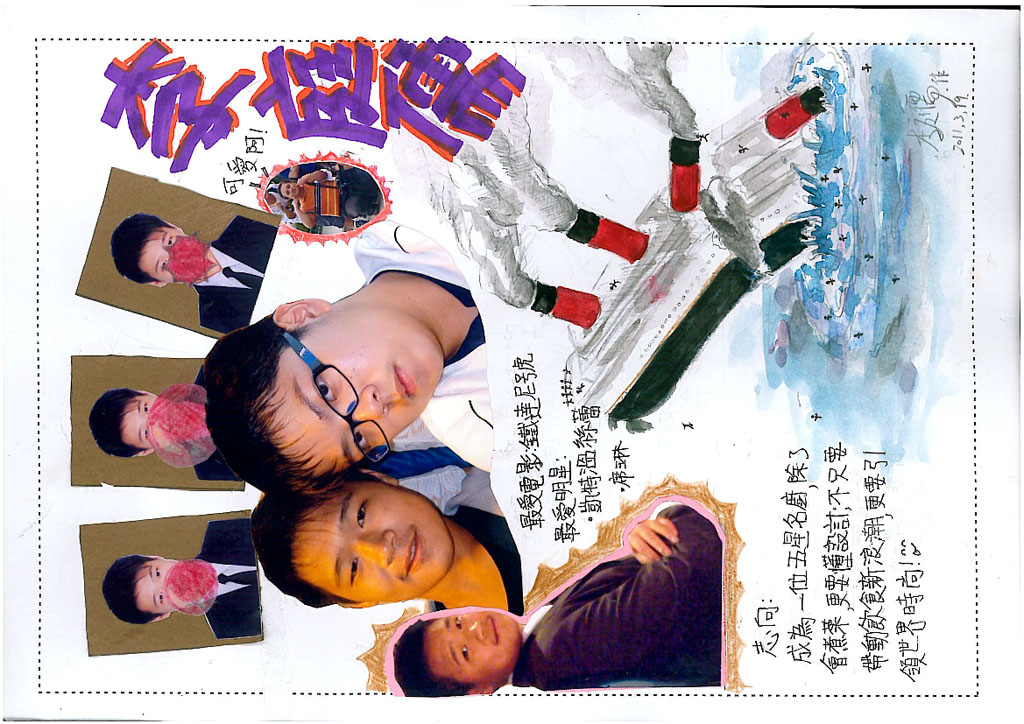 李庭
可愛阿!
最愛電影:鐵達尼號
最愛明星:
·凱特溫絲蕾
·席琳
志向:
成為一位五星名廚,除了
會煮菜,更要懂設計;不只要
帶動飲食新浪潮,更要引
領世界時尚!
作
2011.3.19.